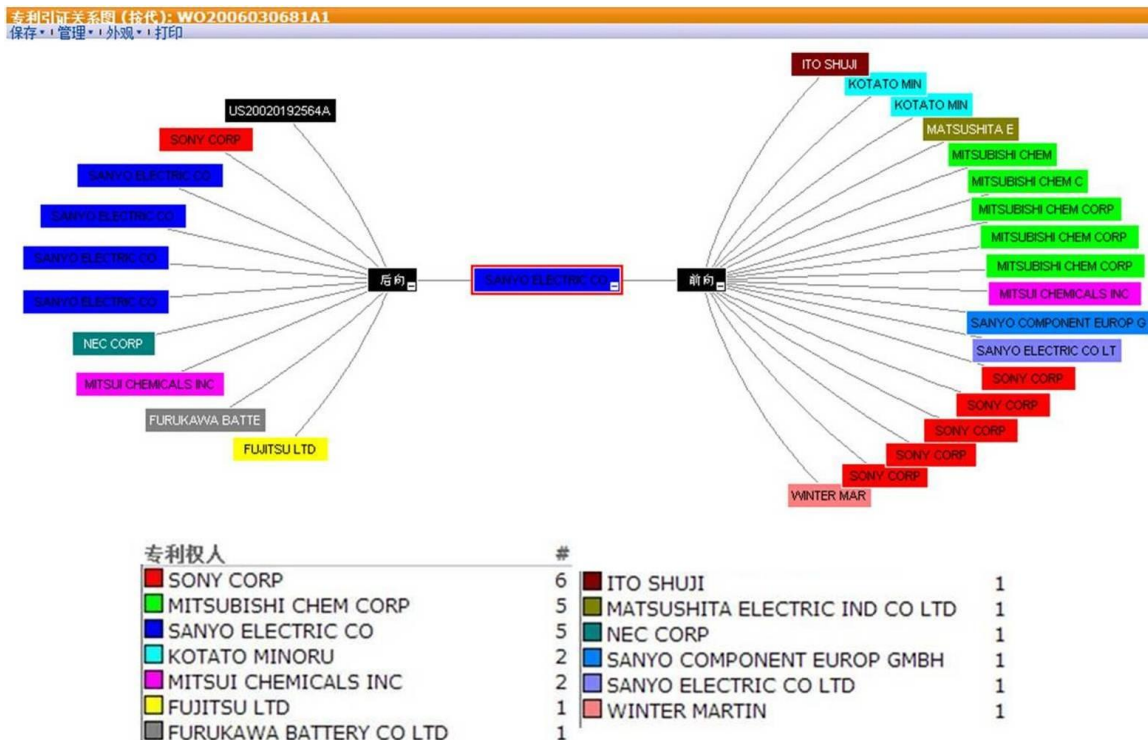 专利引证关系图 (按代): WO2006030681A1
保存 管理 外观 打印
US20020192564A
SONY CORP
SANYO ELECTRIC CO
SANYO ELECTRIC CO
SANYO ELECTRIC CO
SANYO ELECTRIC CO
NEC CORP
MITSUI CHEMICALS INC
FURUKAWA BATTE
FUJITSU LTD
后向
SANYO ELECTRIC CO
前向
ITO SHUJI
KOTATO MIN
KOTATO MIN
MATSUSHITA E
MITSUBISHI CHEM
MITSUBISHI CHEM C
MITSUBISHI CHEM CORP
MITSUBISHI CHEM CORP
MITSUBISHI CHEM CORP
MITSUI CHEMICALS INC
SANYO COMPONENT EUROP G
SANYO ELECTRIC CO LT
SONY CORP
SONY CORP
SONY CORP
SONY CORP
SONY CORP
WINTER MAR
专利权人 #
SONY CORP 6
MITSUBISHI CHEM CORP 5
SANYO ELECTRIC CO 5
KOTATO MINORU 2
MITSUI CHEMICALS INC 2
FUJITSU LTD 1
FURUKAWA BATTERY CO LTD 1
ITO SHUJI 1
MATSUSHITA ELECTRIC IND CO LTD 1
NEC CORP 1
SANYO COMPONENT EUROP GMBH 1
SANYO ELECTRIC CO LTD 1
WINTER MARTIN 1